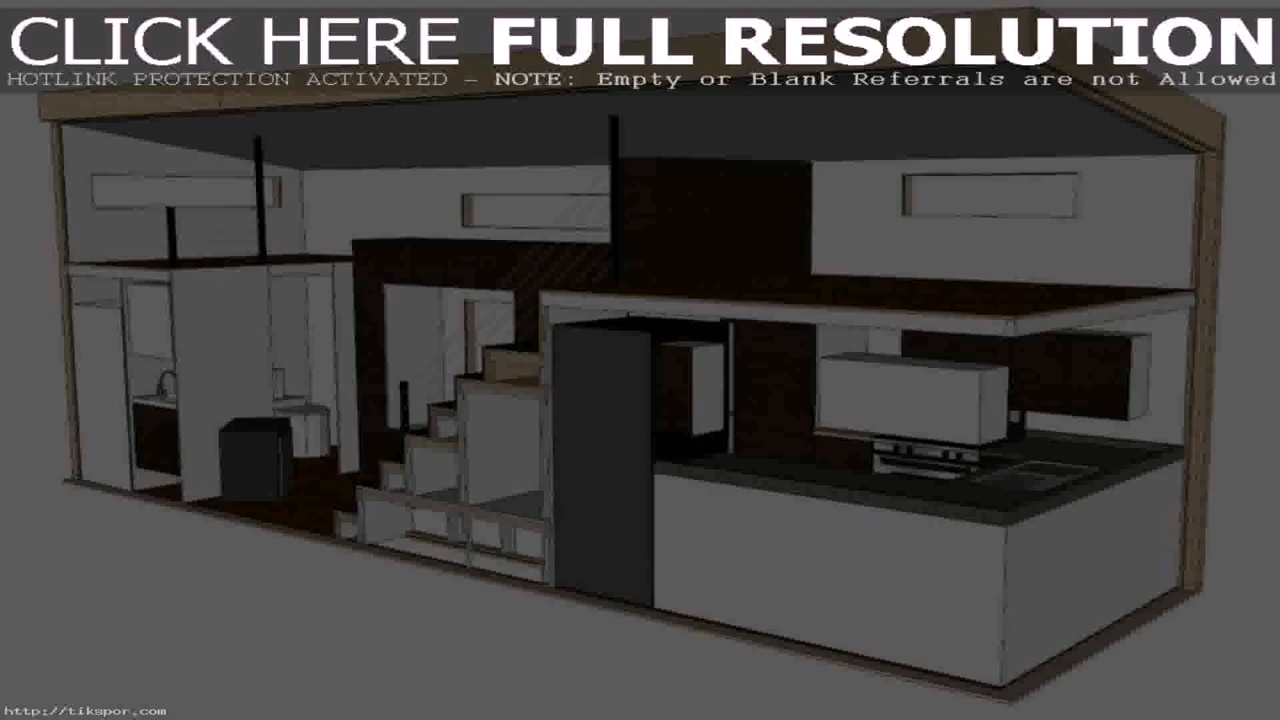 CLICK HERE FULL RESOLUTION
HOTLINK PROTECTION ACTIVATED - NOTE: Empty or Blank Referrals are not Allowed
http://tikspor.com